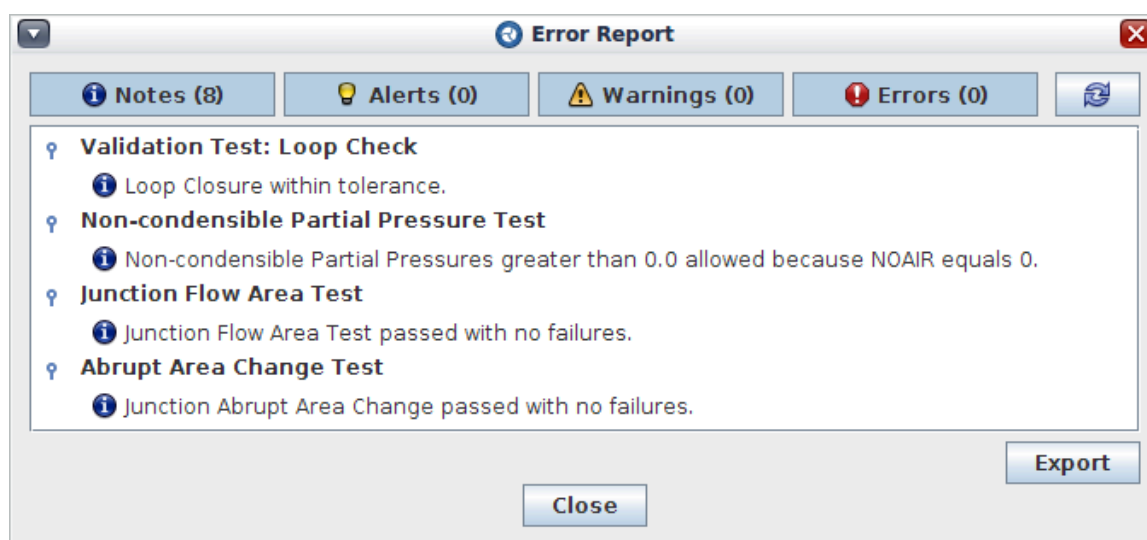 Error Report
Notes (8) Alerts (0) Warnings (0) Errors (0)
Validation Test: Loop Check
Loop Closure within tolerance.
Non-condensible Partial Pressure Test
Non-condensible Partial Pressures greater than 0.0 allowed because NOAIR equals 0.
Junction Flow Area Test
Junction Flow Area Test passed with no failures.
Abrupt Area Change Test
Junction Abrupt Area Change passed with no failures.
Export
Close